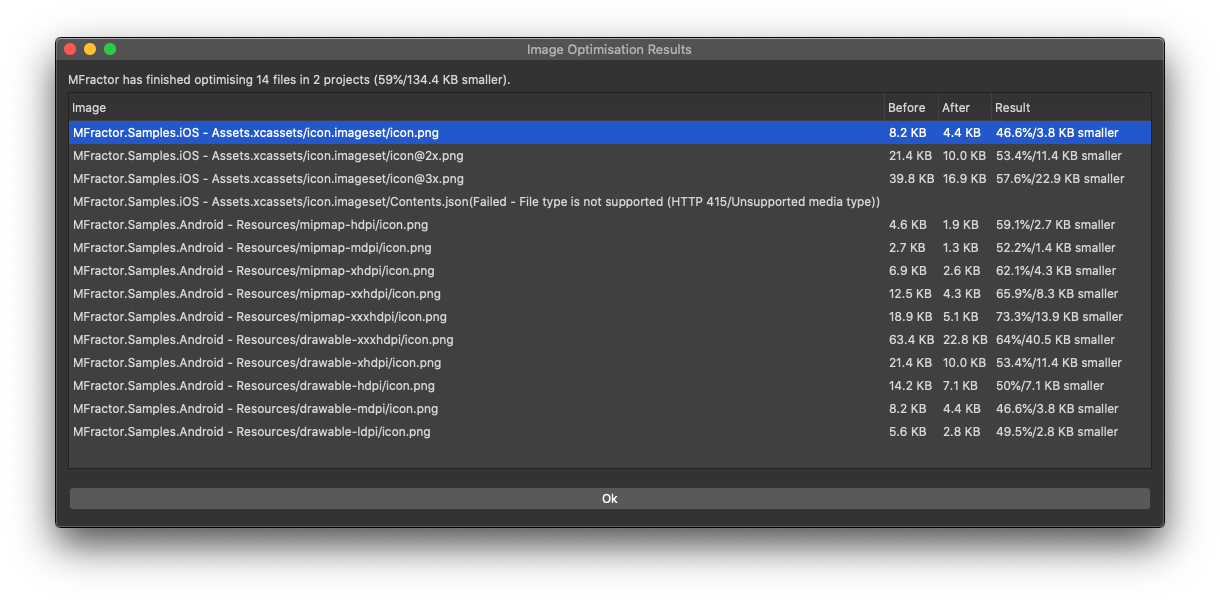 Image Optimisation Results
MFractor has finished optimising 14 files in 2 projects (59%/134.4 KB smaller).
Image Before After Result
MFractor.Samples.iOS - Assets.xcassets/icon.imageset/icon.png 8.2 KB 4.4 KB 46.6%/3.8 KB smaller
MFractor.Samples.iOS - Assets.xcassets/icon.imageset/icon@2x.png 21.4 KB 10.0 KB 53.4%/11.4 KB smaller
MFractor.Samples.iOS - Assets.xcassets/icon.imageset/icon@3x.png 39.8 KB 16.9 KB 57.6%/22.9 KB smaller
MFractor.Samples.iOS - Assets.xcassets/icon.imageset/Contents.json(Failed - File type is not supported (HTTP 415/Unsupported media type))
MFractor.Samples.Android - Resources/mipmap-hdpi/icon.png 4.6 KB 1.9 KB 59.1%/2.7 KB smaller
MFractor.Samples.Android - Resources/mipmap-mdpi/icon.png 2.7 KB 1.3 KB 52.2%/1.4 KB smaller
MFractor.Samples.Android - Resources/mipmap-xhdpi/icon.png 6.9 KB 2.6 KB 62.1%/4.3 KB smaller
MFractor.Samples.Android - Resources/mipmap-xxhdpi/icon.png 12.5 KB 4.3 KB 65.9%/8.3 KB smaller
MFractor.Samples.Android - Resources/mipmap-xxxhdpi/icon.png 18.9 KB 5.1 KB 73.3%/13.9 KB smaller
MFractor.Samples.Android - Resources/drawable-xxxhdpi/icon.png 63.4 KB 22.8 KB 64%/40.5 KB smaller
MFractor.Samples.Android - Resources/drawable-xhdpi/icon.png 21.4 KB 10.0 KB 53.4%/11.4 KB smaller
MFractor.Samples.Android - Resources/drawable-hdpi/icon.png 14.2 KB 7.1 KB 50%/7.1 KB smaller
MFractor.Samples.Android - Resources/drawable-mdpi/icon.png 8.2 KB 4.4 KB 46.6%/3.8 KB smaller
MFractor.Samples.Android - Resources/drawable-ldpi/icon.png 5.6 KB 2.8 KB 49.5%/2.8 KB smaller
Ok